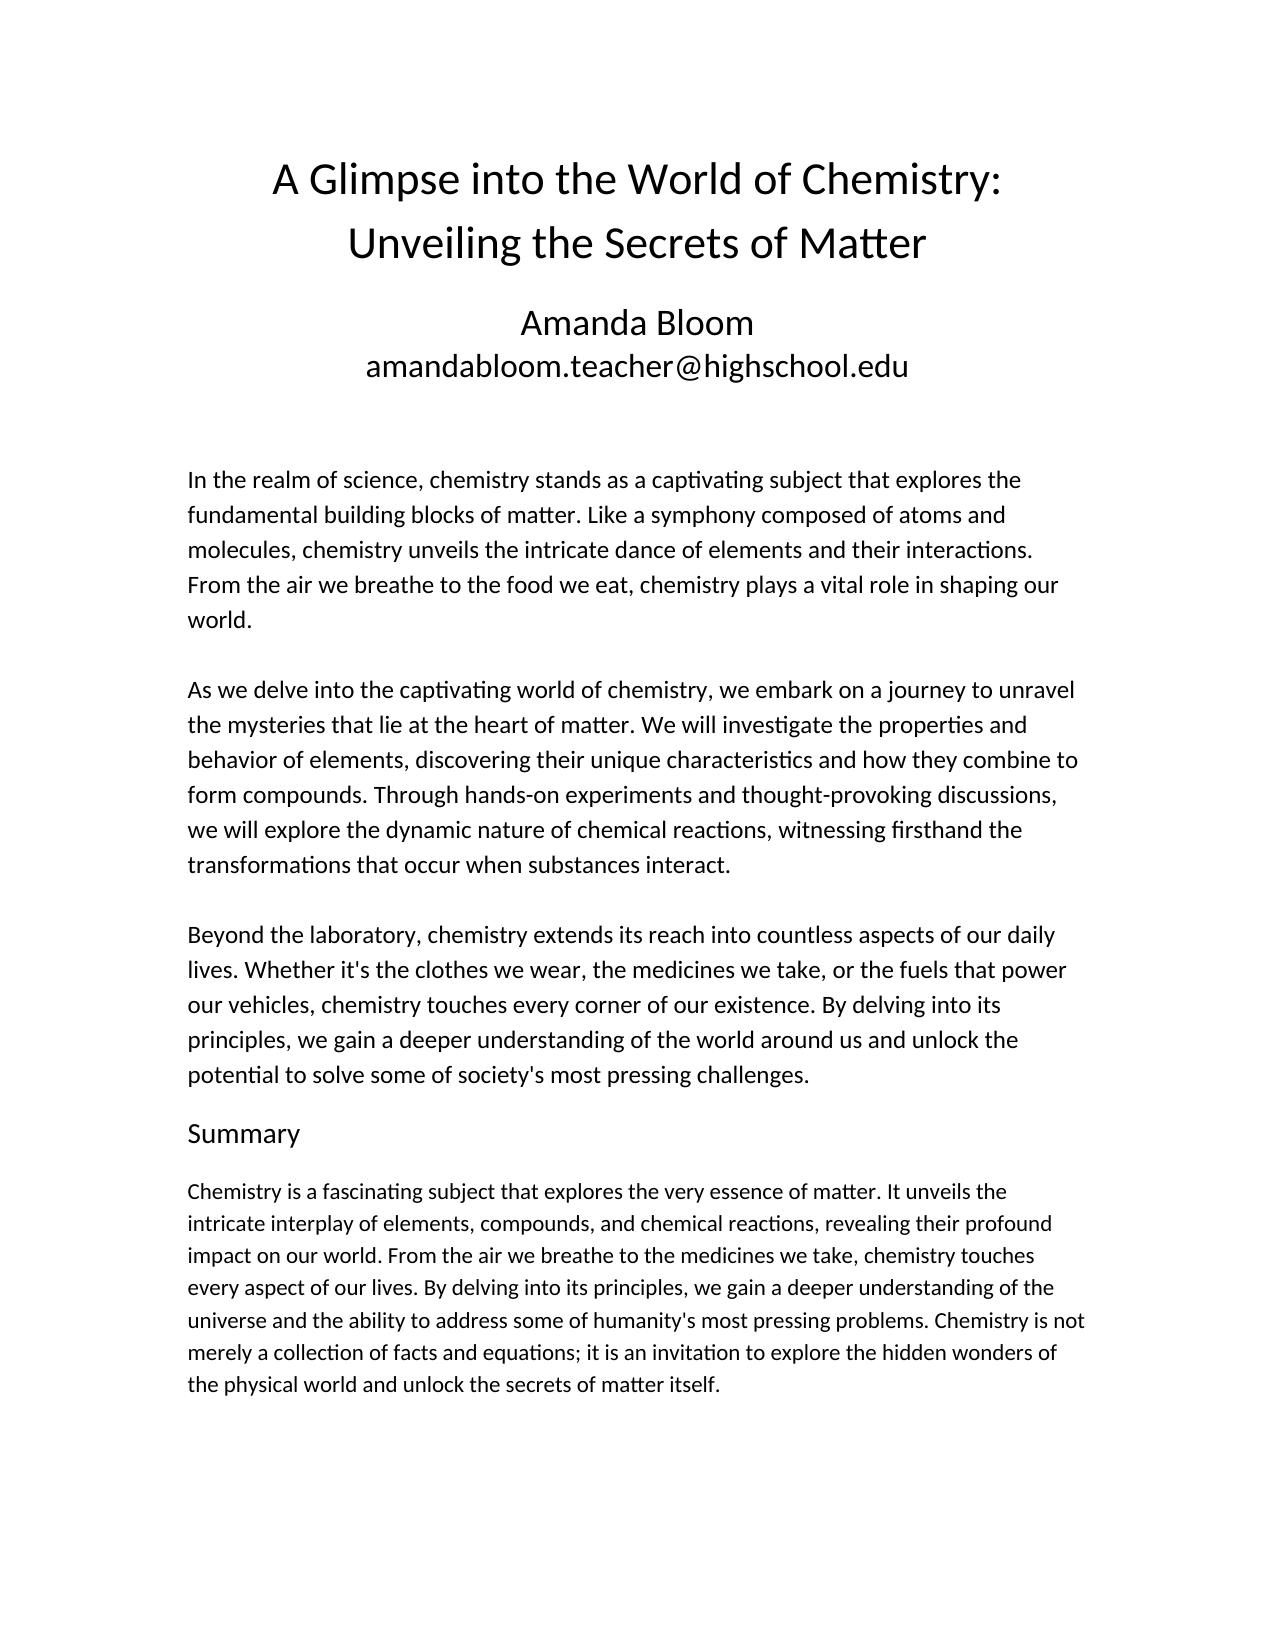 A Glimpse into the World of Chemistry:
Unveiling the Secrets of Matter
Amanda Bloom
amandabloom.teacher@highschool.edu
In the realm of science, chemistry stands as a captivating subject that explores the
fundamental building blocks of matter. Like a symphony composed of atoms and
molecules, chemistry unveils the intricate dance of elements and their interactions.
From the air we breathe to the food we eat, chemistry plays a vital role in shaping our
world.
As we delve into the captivating world of chemistry, we embark on a journey to unravel
the mysteries that lie at the heart of matter. We will investigate the properties and
behavior of elements, discovering their unique characteristics and how they combine to
form compounds. Through hands-on experiments and thought-provoking discussions,
we will explore the dynamic nature of chemical reactions, witnessing firsthand the
transformations that occur when substances interact.
Beyond the laboratory, chemistry extends its reach into countless aspects of our daily
lives. Whether it's the clothes we wear, the medicines we take, or the fuels that power
our vehicles, chemistry touches every corner of our existence. By delving into its
principles, we gain a deeper understanding of the world around us and unlock the
potential to solve some of society's most pressing challenges.
Summary
Chemistry is a fascinating subject that explores the very essence of matter. It unveils the
intricate interplay of elements, compounds, and chemical reactions, revealing their profound
impact on our world. From the air we breathe to the medicines we take, chemistry touches
every aspect of our lives. By delving into its principles, we gain a deeper understanding of the
universe and the ability to address some of humanity's most pressing problems. Chemistry is not
merely a collection of facts and equations; it is an invitation to explore the hidden wonders of
the physical world and unlock the secrets of matter itself.